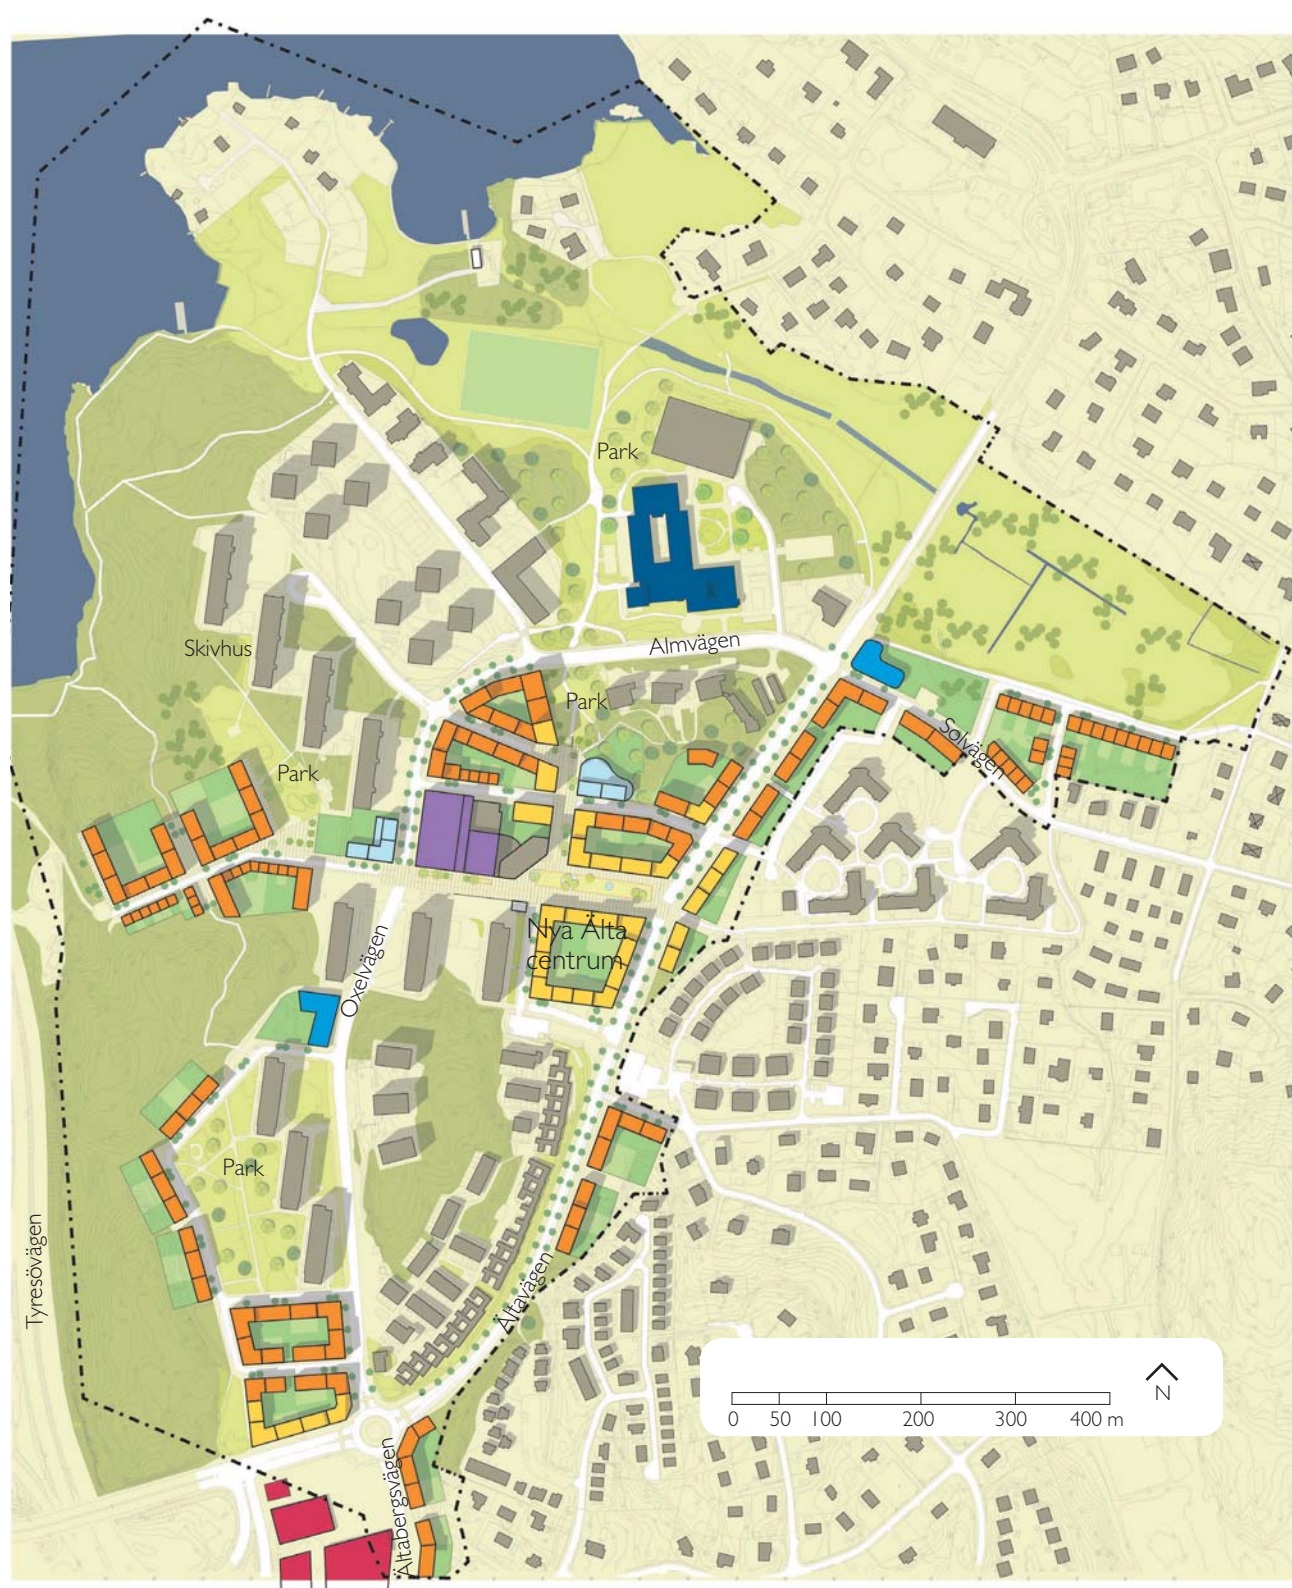 Park
Almvägen
Skivhus
Park
Solvägen
Park
Nya Älta
centrum
Oxelvägen
Park
Tyresövägen
Ältavägen
N
0 50 100 200 300 400 m
Ältabergsvägen